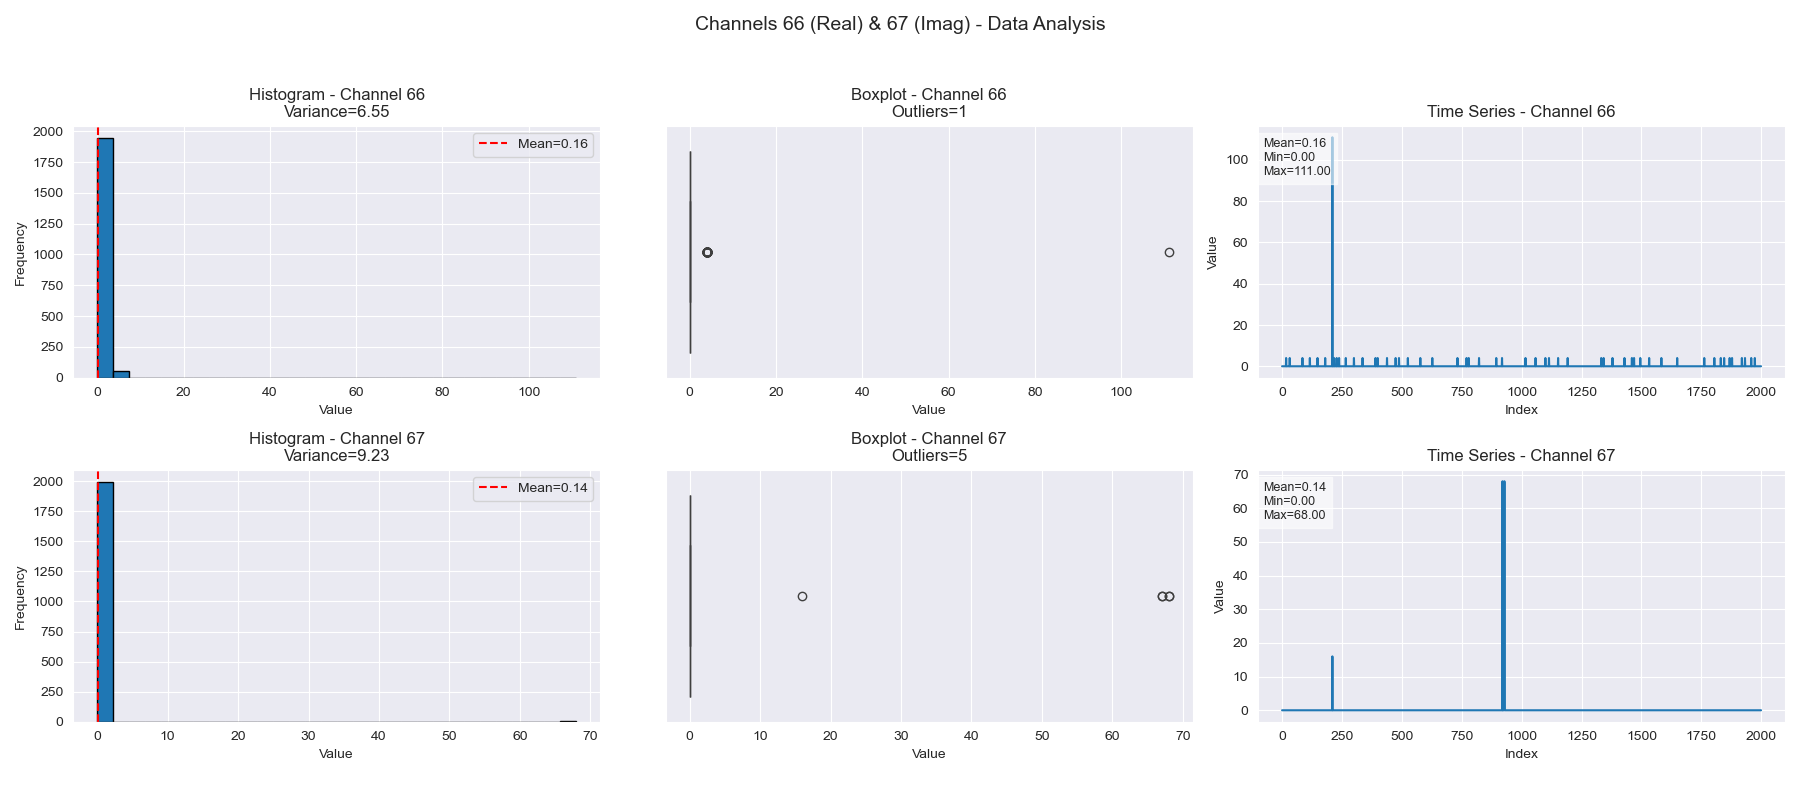 Channels 66 (Real) & 67 (Imag) - Data Analysis
Histogram - Channel 66
Variance=6.55
Mean=0.16
Frequency
2000
1750
1500
1250
1000
750
500
250
0
0 20 40 60 80 100
Value
Boxplot - Channel 66
Outliers=1
0 20 40 60 80 100
Value
Time Series - Channel 66
Mean=0.16
Min=0.00
Max=111.00
Value
100
80
60
40
20
0
0 250 500 750 1000 1250 1500 1750 2000
Index
Histogram - Channel 67
Variance=9.23
Mean=0.14
Frequency
2000
1750
1500
1250
1000
750
500
250
0
0 10 20 30 40 50 60 70
Value
Boxplot - Channel 67
Outliers=5
0 10 20 30 40 50 60 70
Value
Time Series - Channel 67
Mean=0.14
Min=0.00
Max=68.00
Value
70
60
50
40
30
20
10
0
0 250 500 750 1000 1250 1500 1750 2000
Index